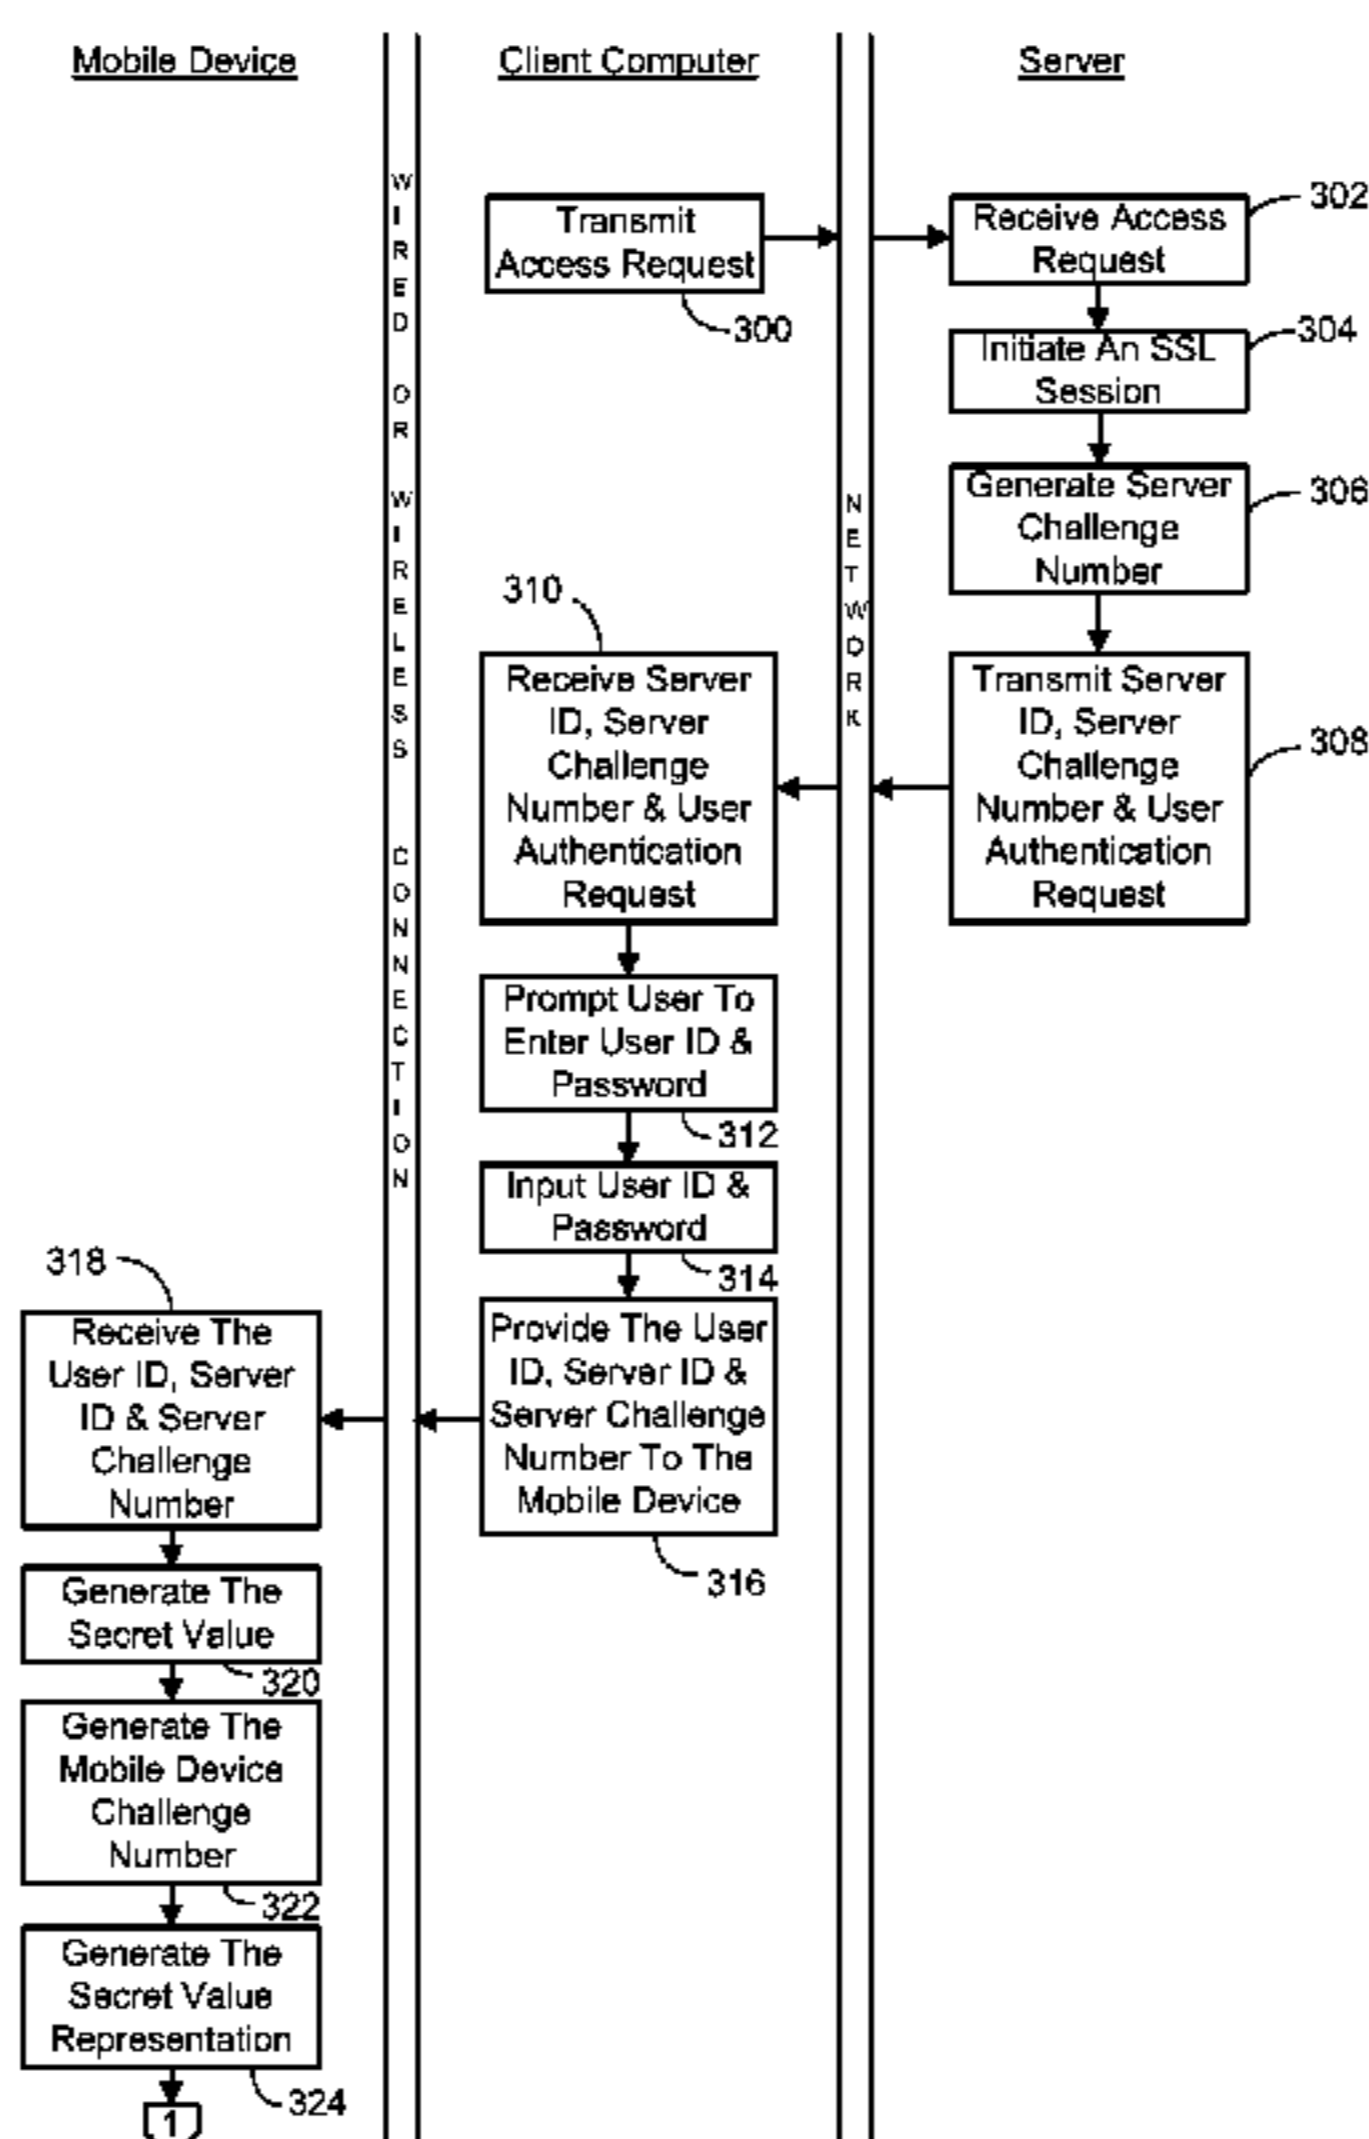 Mobile Device
Client Computer
Server
WIRED OR WIRELESS CONNECTION
NETWORK
Transmit
Access Request
300
Receive Access
Request
302
Initiate An SSL
Session
304
Generate Server
Challenge
Number
306
Transmit Server
ID, Server
Challenge
Number & User
Authentication
Request
308
310
Receive Server
ID, Server
Challenge
Number & User
Authentication
Request
Prompt User To
Enter User ID &
Password
312
Input User ID &
Password
314
Provide The User
ID, Server ID &
Server Challenge
Number To The
Mobile Device
316
318
Receive The
User ID, Server
ID & Server
Challenge
Number
Generate The
Secret Value
320
Generate The
Mobile Device
Challenge
Number
322
Generate The
Secret Value
Representation
324
1